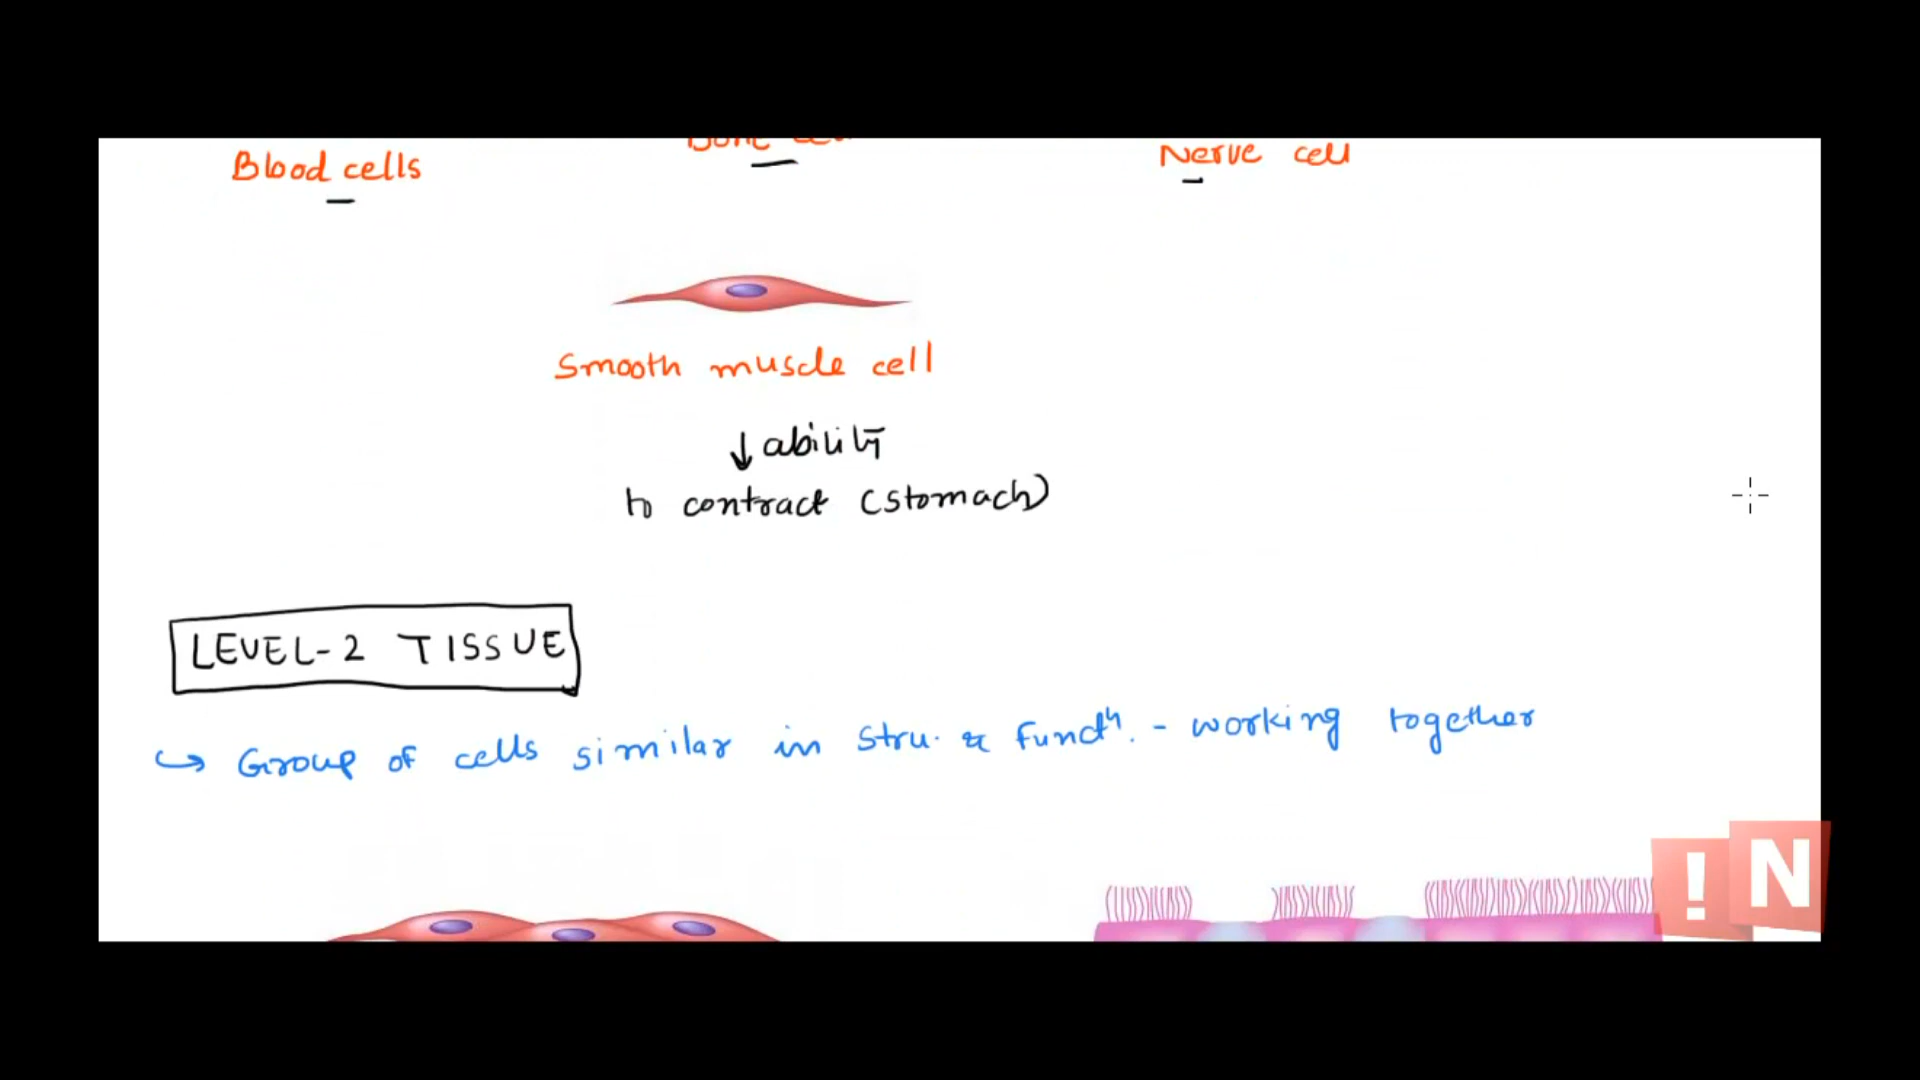 Blood cells
Nerve cell
Smooth muscle cell
↓ ability
to contract (stomach)
LEVEL-2 TISSUE
↪ Group of cells similar in Stru. & Functn. - working together
! N